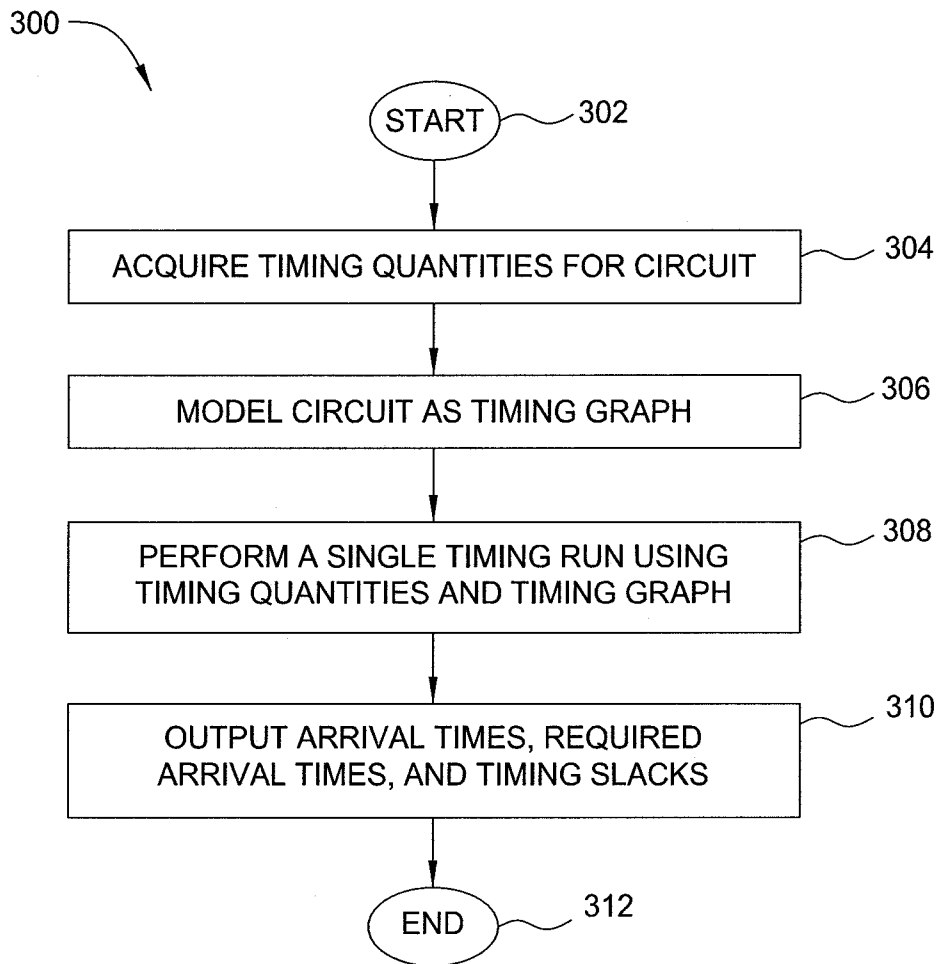 300
START
302
ACQUIRE TIMING QUANTITIES FOR CIRCUIT
304
MODEL CIRCUIT AS TIMING GRAPH
306
PERFORM A SINGLE TIMING RUN USING
TIMING QUANTITIES AND TIMING GRAPH
308
OUTPUT ARRIVAL TIMES, REQUIRED
ARRIVAL TIMES, AND TIMING SLACKS
310
END
312